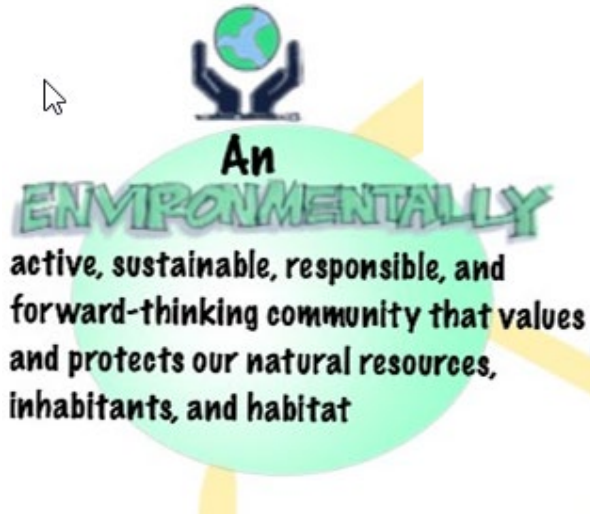 An
ENVIRONMENTALLY
active, sustainable, responsible, and
forward-thinking community that values
and protects our natural resources,
inhabitants, and habitat